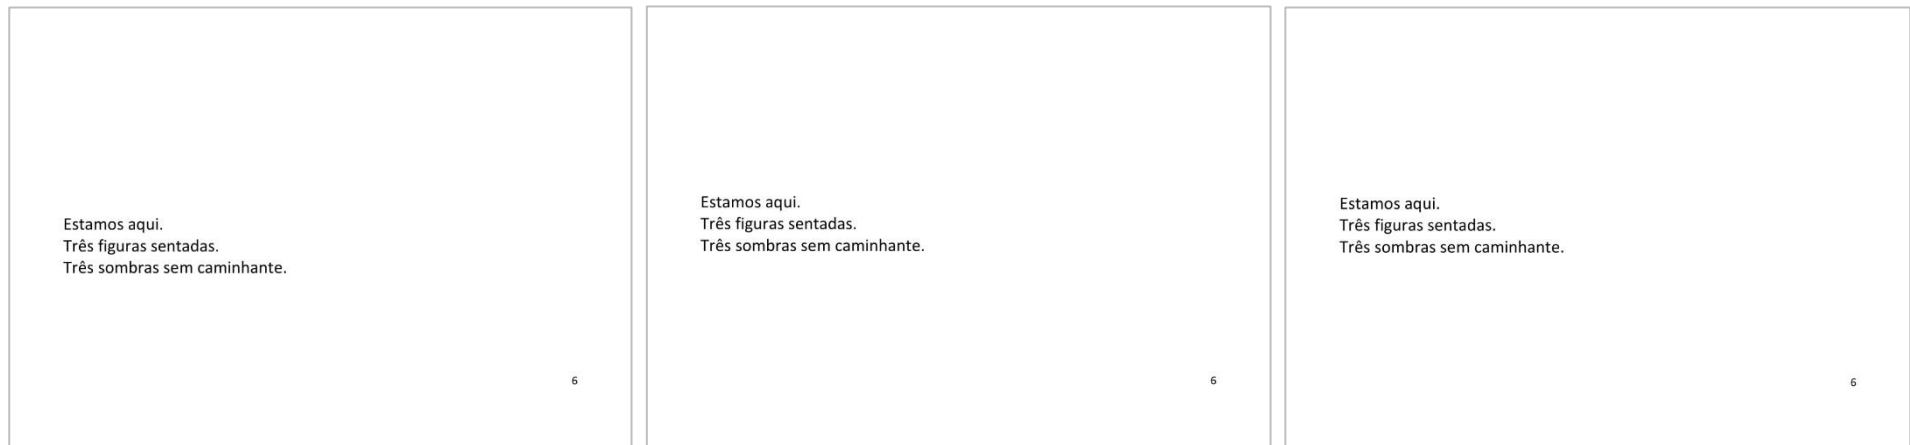 Estamos aqui.
Três figuras sentadas.
Três sombras sem caminhante.
6
Estamos aqui.
Três figuras sentadas.
Três sombras sem caminhante.
6
Estamos aqui.
Três figuras sentadas.
Três sombras sem caminhante.
6